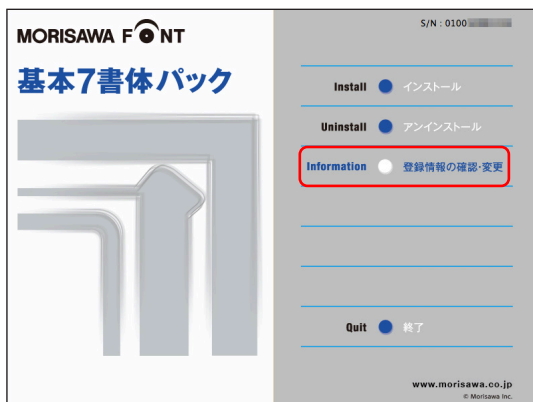 MORISAWA FONT
基本7書体パック
S/N : 0100
Install インストール
Uninstall アンインストール
Information 登録情報の確認・変更
Quit 終了
www.morisawa.co.jp
© Morisawa Inc.